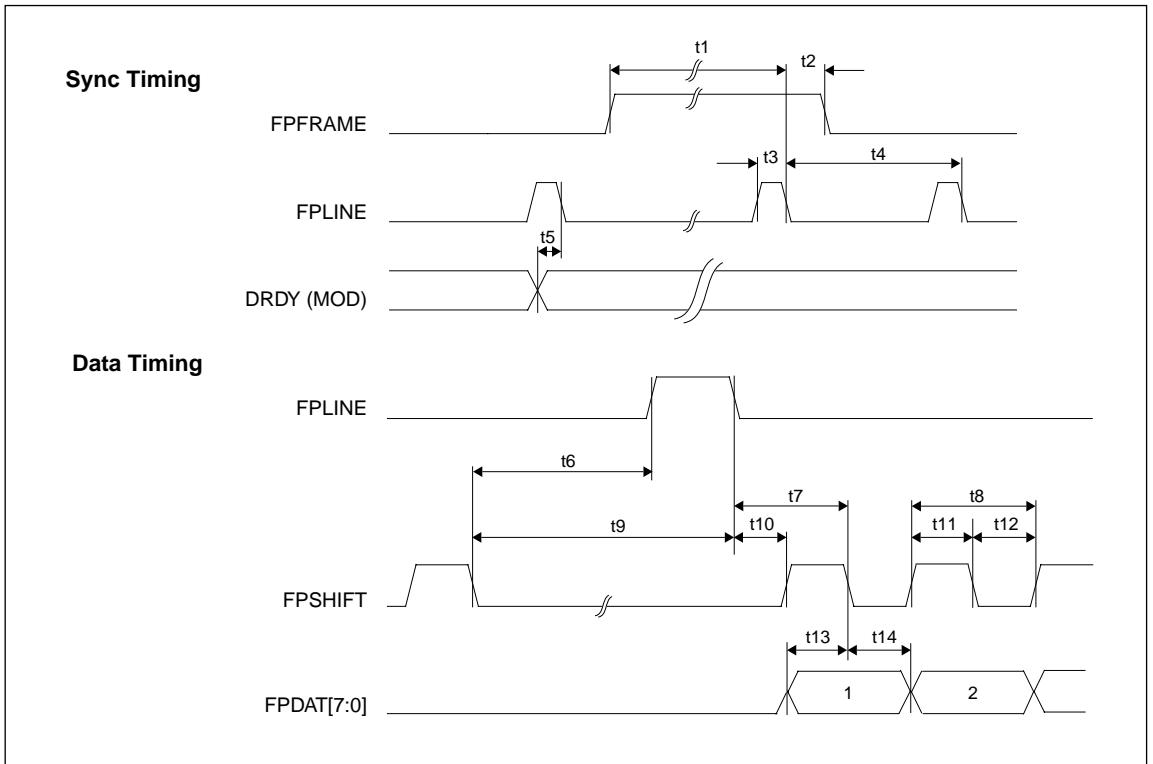 Sync Timing
t1
t2
FPFRAME
t3
t4
FPLINE
t5
DRDY (MOD)
Data Timing
FPLINE
t6
t7
t8
t9
t10
t11
t12
FPSHIFT
t13
t14
FPDAT[7:0]
1
2